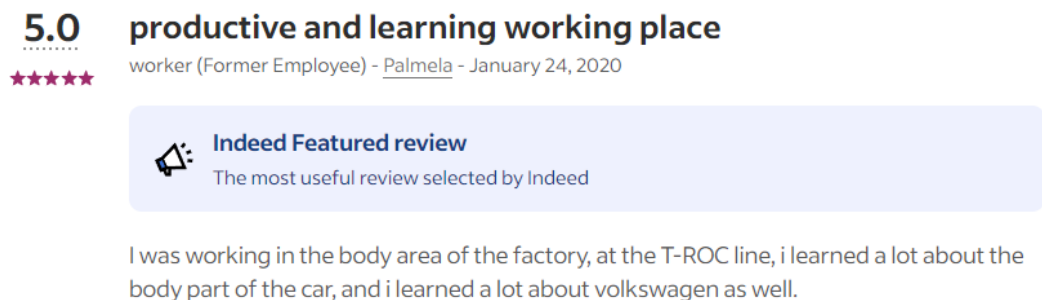 5.0
productive and learning working place
worker (Former Employee) - Palmela - January 24, 2020
Indeed Featured review
The most useful review selected by Indeed
I was working in the body area of the factory, at the T-ROC line, i learned a lot about the
body part of the car, and i learned a lot about volkswagen as well.